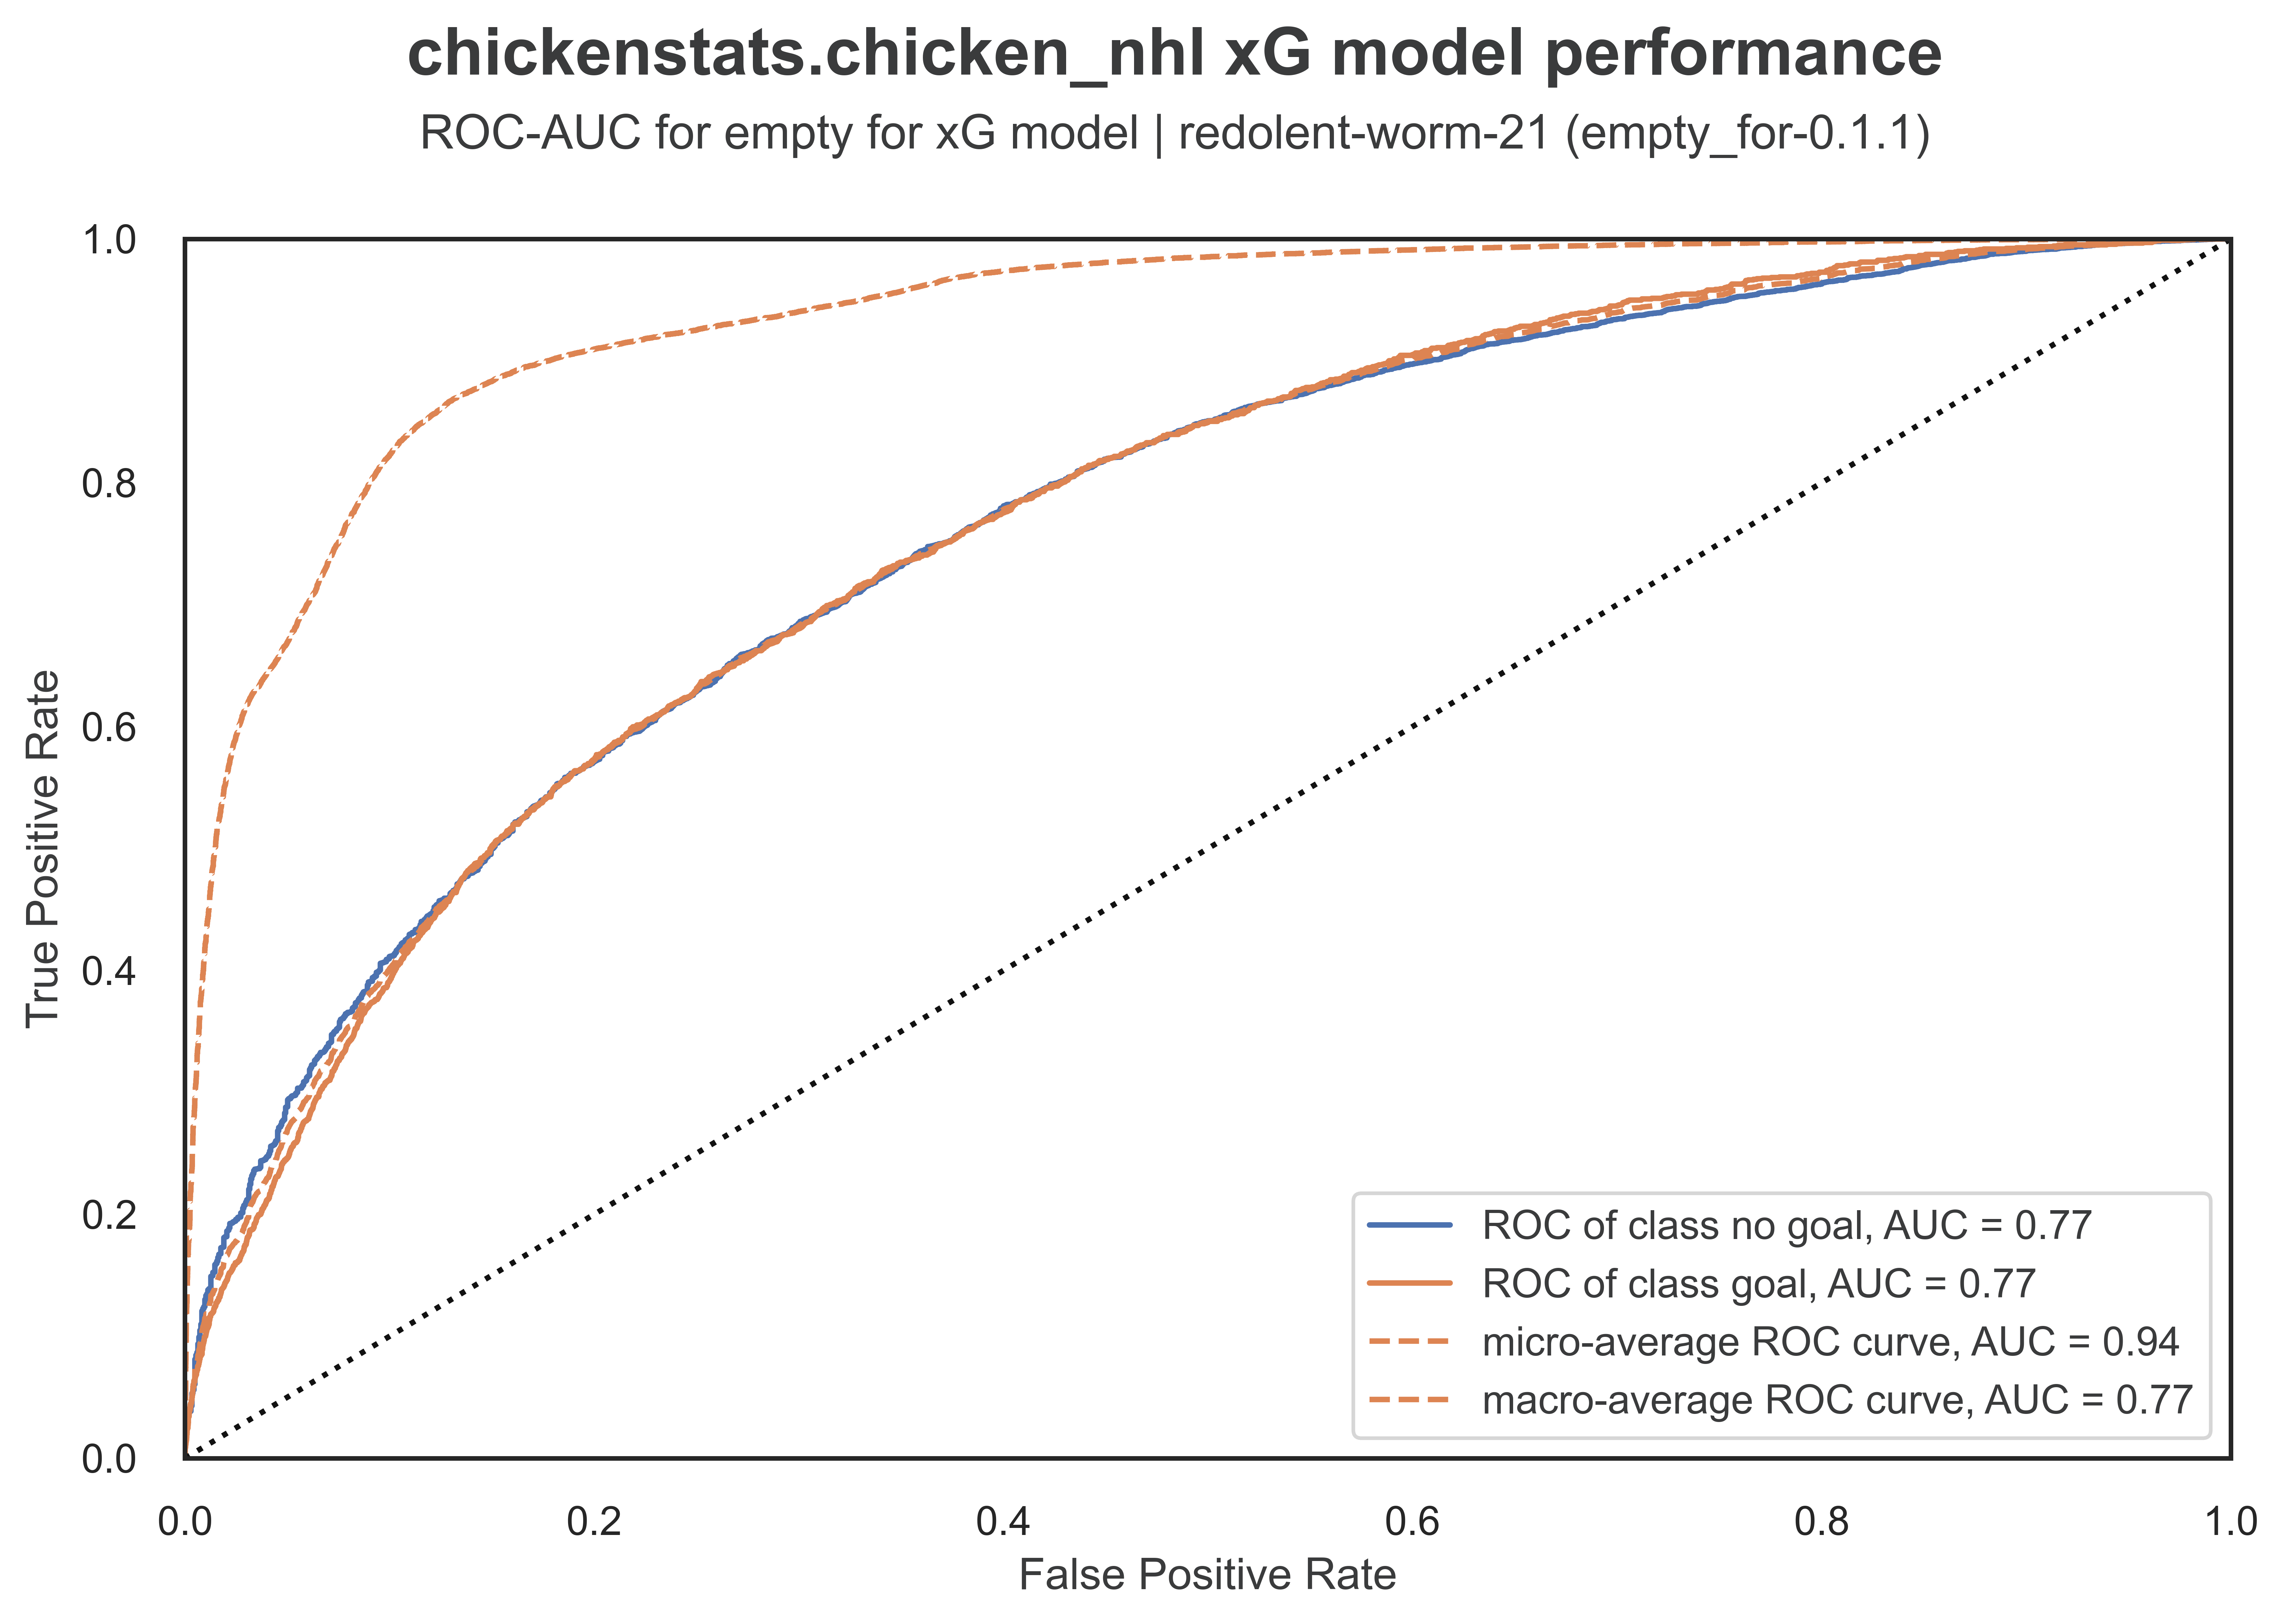 chickenstats.chicken_nhl xG model performance
ROC-AUC for empty for xG model | redolent-worm-21 (empty_for-0.1.1)
1.0
0.8
0.6
0.4
0.2
0.0
True Positive Rate
ROC of class no goal, AUC = 0.77
ROC of class goal, AUC = 0.77
micro-average ROC curve, AUC = 0.94
macro-average ROC curve, AUC = 0.77
0.0 0.2 0.4 0.6 0.8 1.0
False Positive Rate